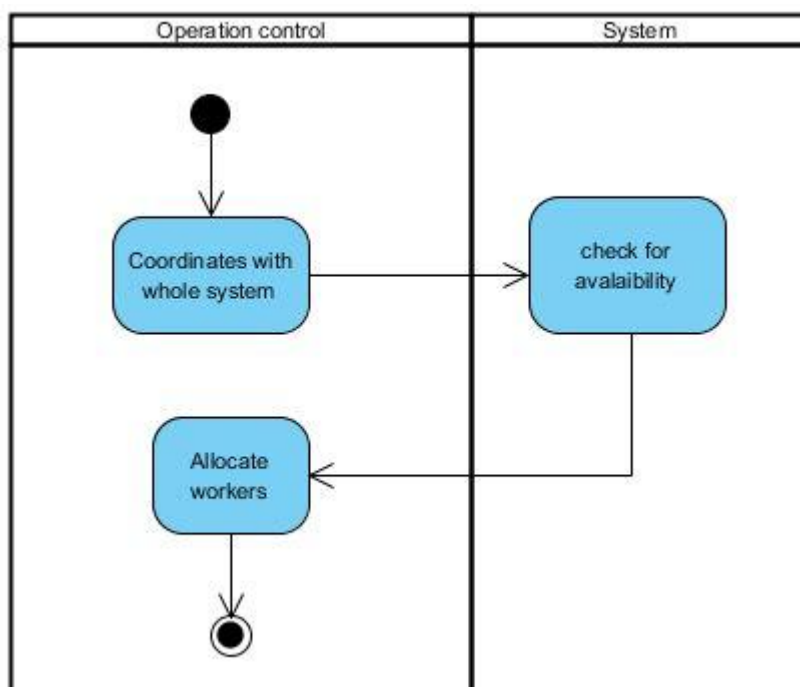 Operation control
System
Coordinates with
whole system
check for
avalaibility
Allocate
workers